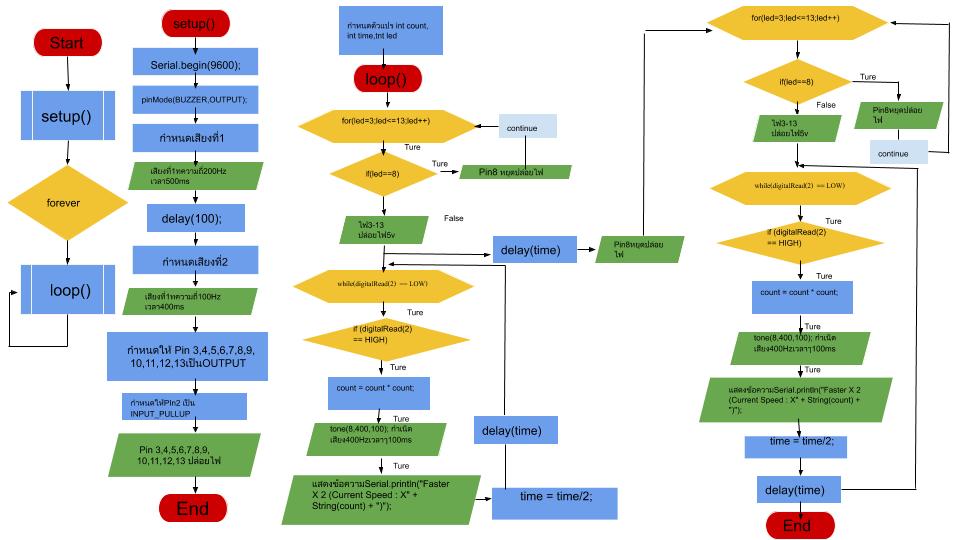 Start
setup()
forever
loop()
setup()
Serial.begin(9600);
pinMode(BUZZER,OUTPUT);
กำหนดเสียงที่1
เสียงที่1ทความถถี่200Hz
เวลา500ms
delay(100);
กำหนดเสียงที่2
เสียงที่1ทความถี่100Hz
เวลา400ms
กำหนดให้ Pin 3,4,5,6,7,8,9,
10,11,12,13เป็นOUTPUT
กำหนดให้PIn2 เป็น
INPUT_PULLUP
Pin 3,4,5,6,7,8,9,
10,11,12,13 ปล่อยไฟ
End
กำหนดตัวแปร int count,
int time,Int led
loop()
for(led=3;led<=13;led++)
continue
Ture
if(led==8)
Ture
Pin8 หยุดปล่อยไฟ
False
ไฟ3-13
ปล่อยไฟ5v
delay(time)
Pin8หยุดปล่อย
ไฟ
while(digitalRead(2) == LOW)
Ture
if (digitalRead(2)
== HIGH)
Ture
count = count * count;
Ture
tone(8,400,100); กำเนิด
เสียง400Hzเวลาๆ100ms
Ture
แสดงข้อความSerial.println("Faster
X 2 (Current Speed : X" +
String(count) + ")");
time = time/2;
delay(time)
for(led=3;led<=13;led++)
if(led==8)
Ture
False
Pin8หยุดปล่อย
ไฟ
ไฟ3-13
ปล่อยไฟ5v
continue
while(digitalRead(2) == LOW)
Ture
if (digitalRead(2)
== HIGH)
Ture
count = count * count;
Ture
tone(8,400,100); กำเนิด
เสียง400Hzเวลาๆ100ms
Ture
แสดงข้อความSerial.println("Faster X 2
(Current Speed : X" + String(count) +
")");
time = time/2;
delay(time)
End